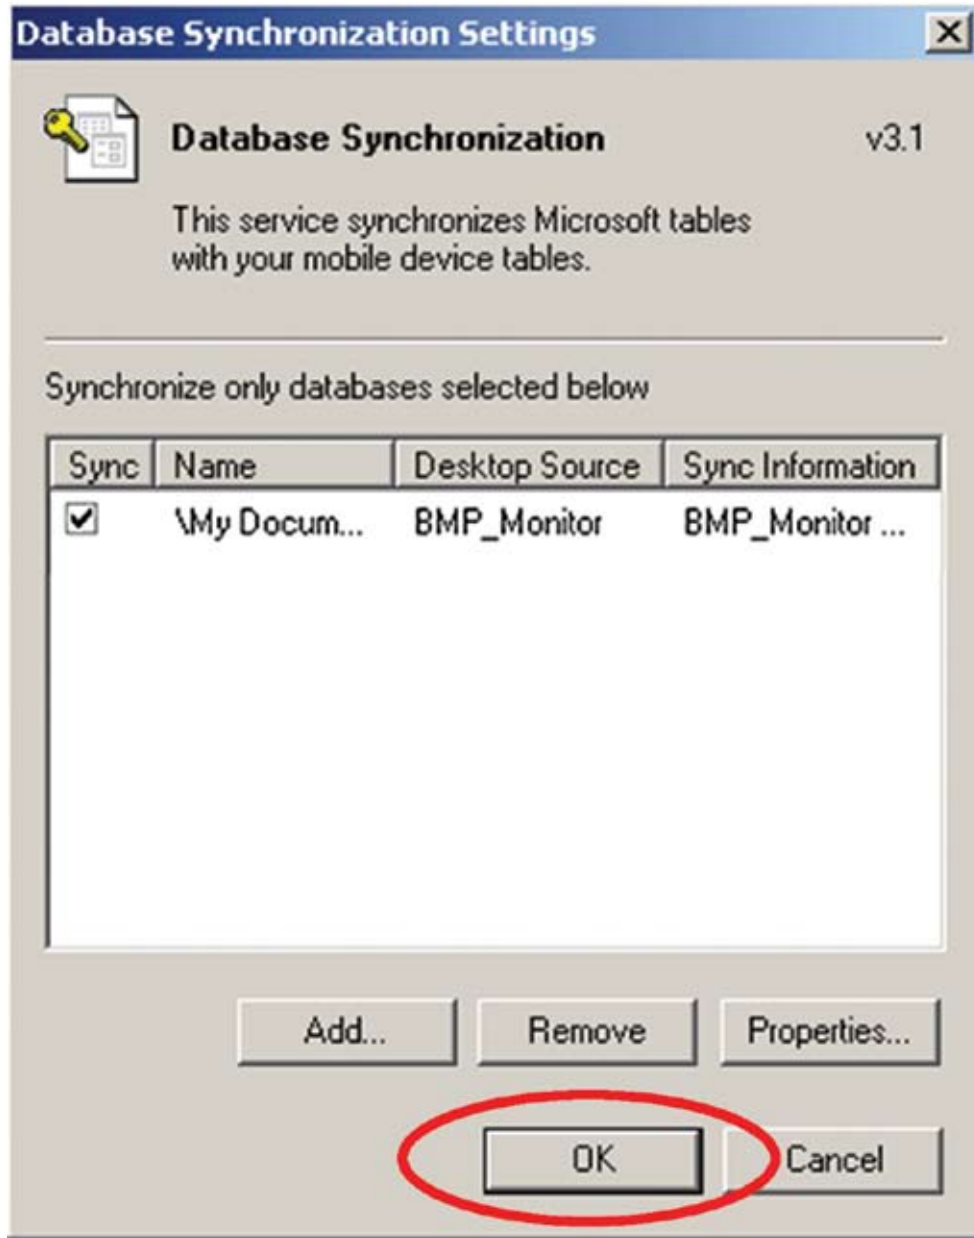 Database Synchronization Settings
Database Synchronization v3.1
This service synchronizes Microsoft tables
with your mobile device tables.
Synchronize only databases selected below
Sync Name Desktop Source Sync Information
\My Docum... BMP_Monitor BMP_Monitor ...
Add... Remove Properties...
OK Cancel